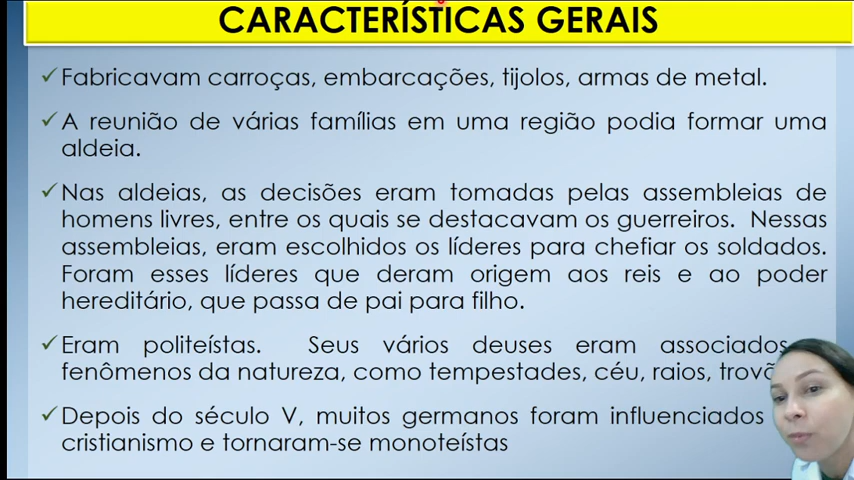 CARACTERÍSTICAS GERAIS
✓Fabricavam carroças, embarcações, tijolos, armas de metal.
✓A reunião de várias famílias em uma região podia formar uma
aldeia.
✓Nas aldeias, as decisões eram tomadas pelas assembleias de
homens livres, entre os quais se destacavam os guerreiros. Nessas
assembleias, eram escolhidos os líderes para chefiar os soldados.
Foram esses líderes que deram origem aos reis e ao poder
hereditário, que passa de pai para filho.
✓Eram politeístas. Seus vários deuses eram associados
fenômenos da natureza, como tempestades, céu, raios,
✓Depois do século V, muitos germanos foram influenciados
cristianismo e tornaram-se monoteístas